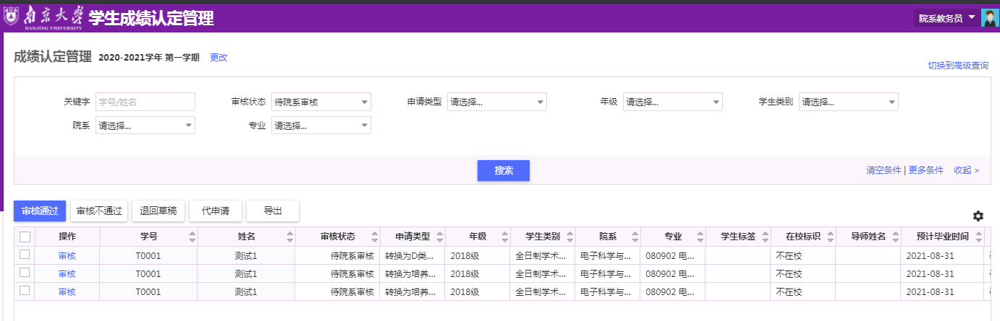 南京大学 学生成绩认定管理 院系教务员
NANJING UNIVERSITY
成绩认定管理 2020-2021学年 第一学期 更改
切换到高级查询
关键字 学号/姓名 审核状态 待院系审核 申请类型 请选择... 年级 请选择... 学生类别 请选择...
院系 请选择... 专业 请选择...
搜索 清空条件 | 更多条件 收起 >
审核通过 审核不通过 退回草稿 代申请 导出
操作 学号 姓名 审核状态 申请类型 年级 学生类别 院系 专业 学生标签 在校标识 导师姓名 预计毕业时间
审核 T0001 测试1 待院系审核 转换为D类... 2018级 全日制学术... 电子科学与... 080902 电... 不在校 2021-08-31
审核 T0001 测试1 待院系审核 转换为培养... 2018级 全日制学术... 电子科学与... 080902 电... 不在校 2021-08-31
审核 T0001 测试1 待院系审核 转换为培养... 2018级 全日制学术... 电子科学与... 080902 电... 不在校 2021-08-31